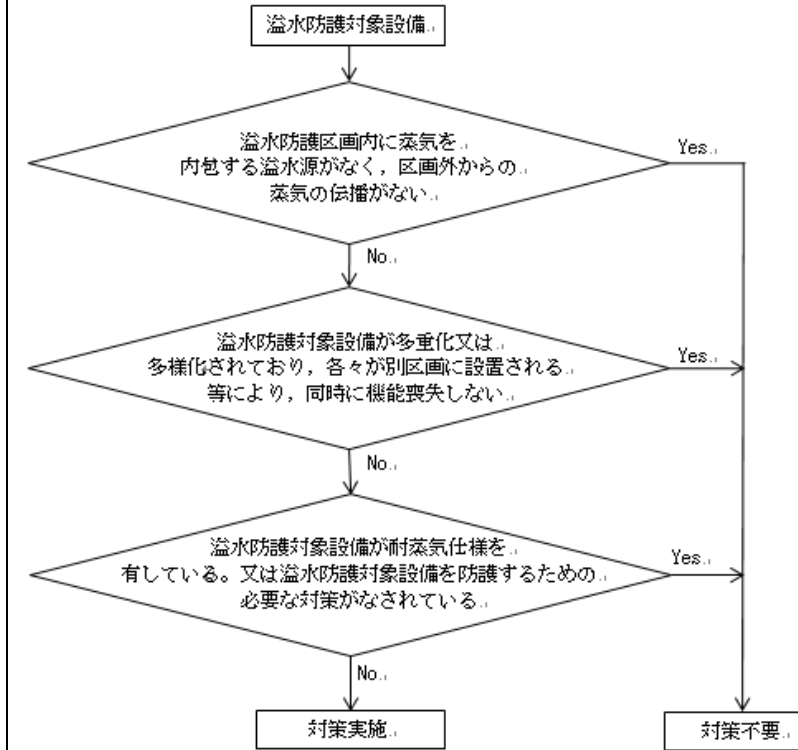 溢水防護対象設備
溢水防護区画内に蒸気を
内包する溢水源がなく，区画外からの
蒸気の伝播がない
Yes
No
溢水防護対象設備が多重化又は
多様化されており，各々が別区画に設置される
等により，同時に機能喪失しない
Yes
No
溢水防護対象設備が耐蒸気仕様を
有している。又は溢水防護対象設備を防護するための
必要な対策がなされている
Yes
No
対策実施
対策不要